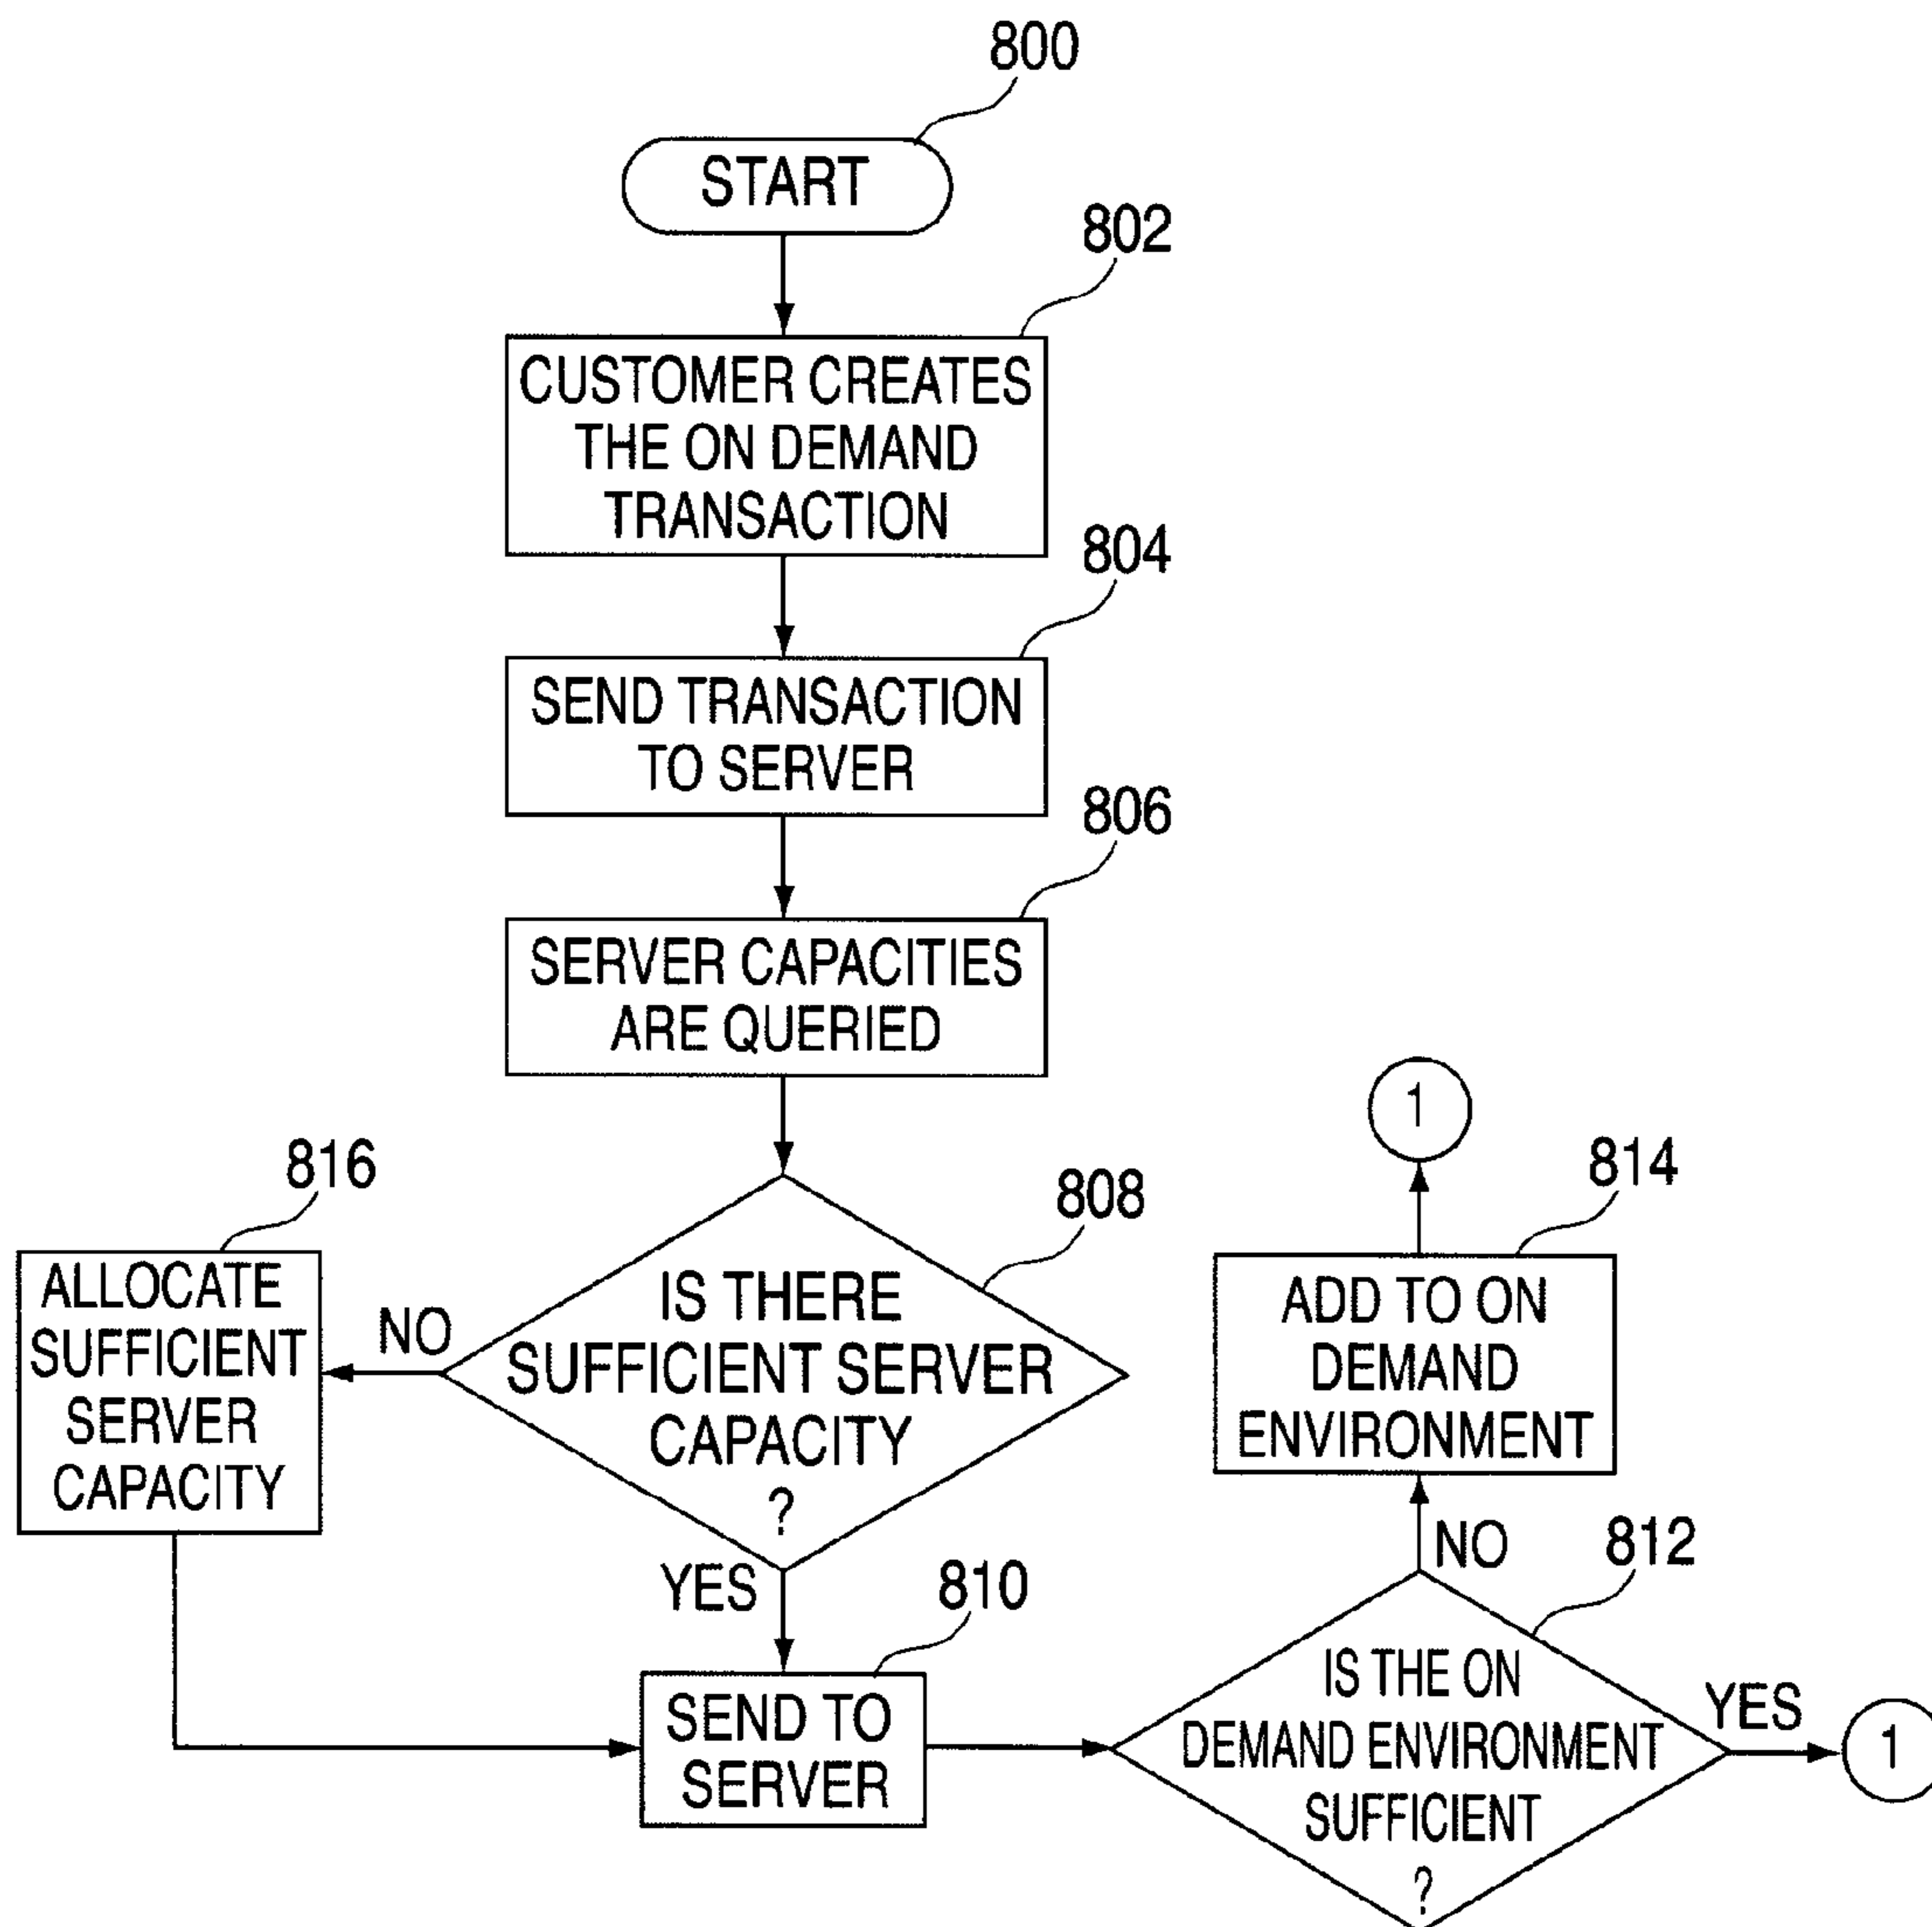 800
START
802
CUSTOMER CREATES
THE ON DEMAND
TRANSACTION
804
SEND TRANSACTION
TO SERVER
806
SERVER CAPACITIES
ARE QUERIED
808
IS THERE
SUFFICIENT SERVER
CAPACITY
?
NO
816
ALLOCATE
SUFFICIENT
SERVER
CAPACITY
YES
810
SEND TO
SERVER
812
IS THE ON
DEMAND ENVIRONMENT
SUFFICIENT
?
NO
814
ADD TO ON
DEMAND
ENVIRONMENT
1
YES
1